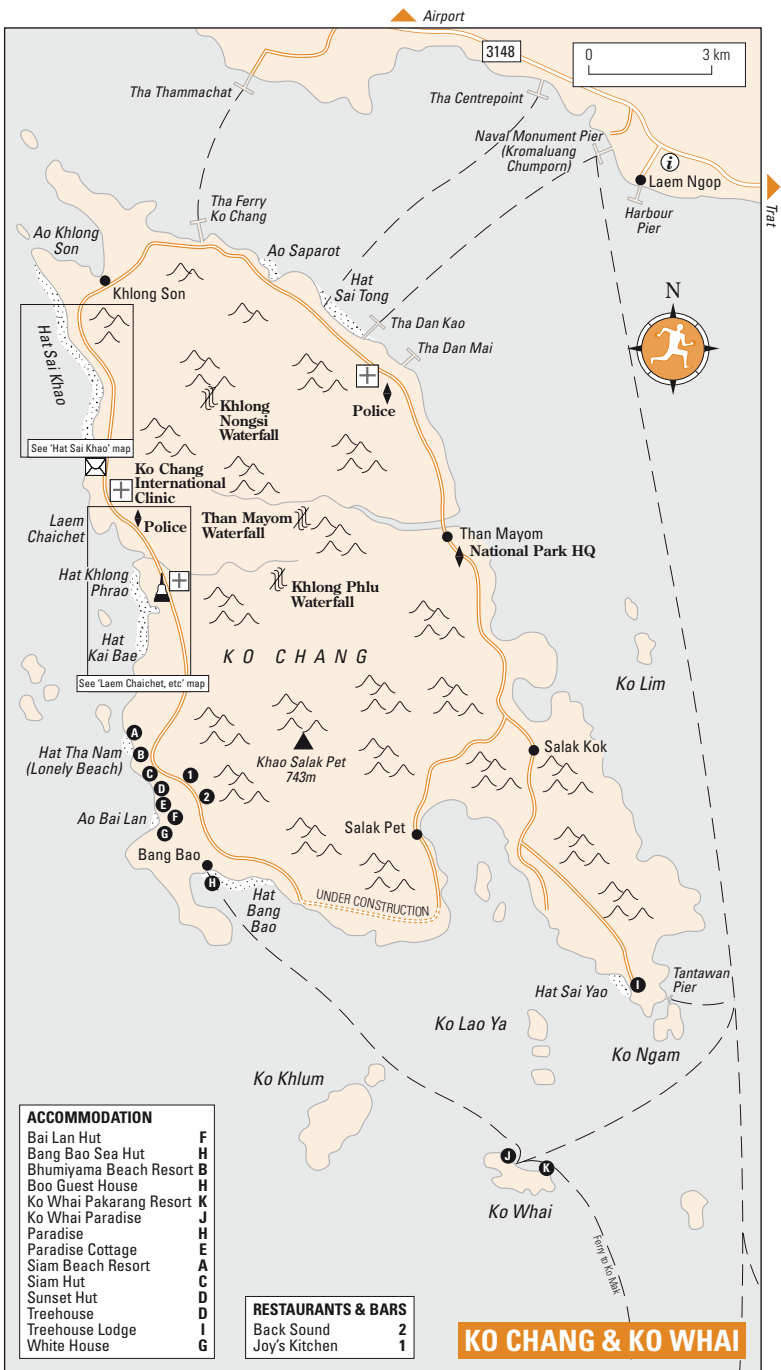 Airport
3148
0 3 km
Tha Thammachat
Tha Centrepoint
Naval Monument Pier
(Kromaluang
Chumporn)
i
Laem Ngop
Trat
Harbour
Pier
Tha Ferry
Ko Chang
Ao Khlong
Son
Ao Saparot
Khlong Son
Hat
Sai Tong
N
Tha Dan Kao
Tha Dan Mai
Hat Sai Khao
Police
Khlong
Nongsi
Waterfall
See 'Hat Sai Khao' map
Ko Chang
International
Clinic
Laem
Chaichet
Police
Than Mayom
Waterfall
Than Mayom
National Park HQ
Hat Khlong
Phrao
Khlong Phlu
Waterfall
Hat
Kai Bae
KO CHANG
Ko Lim
See 'Laem Chaichet, etc' map
A
Hat Tha Nam
(Lonely Beach)
B
C
1
D
2
E
F
G
Khao Salak Pet
743m
Salak Kok
Ao Bai Lan
Salak Pet
Bang Bao
H
Hat
Bang
Bao
UNDER CONSTRUCTION
Hat Sai Yao
I
Tantawan
Pier
Ko Lao Ya
Ko Ngam
Ko Khlum
J
K
Ko Whai
Ferry to Ko Mak
ACCOMMODATION
Bai Lan Hut F
Bang Bao Sea Hut H
Bhumiyama Beach Resort B
Boo Guest House H
Ko Whai Pakarang Resort K
Ko Whai Paradise J
Paradise H
Paradise Cottage E
Siam Beach Resort A
Siam Hut C
Sunset Hut D
Treehouse D
Treehouse Lodge I
White House G
RESTAURANTS & BARS
Back Sound 2
Joy's Kitchen 1
KO CHANG & KO WHAI